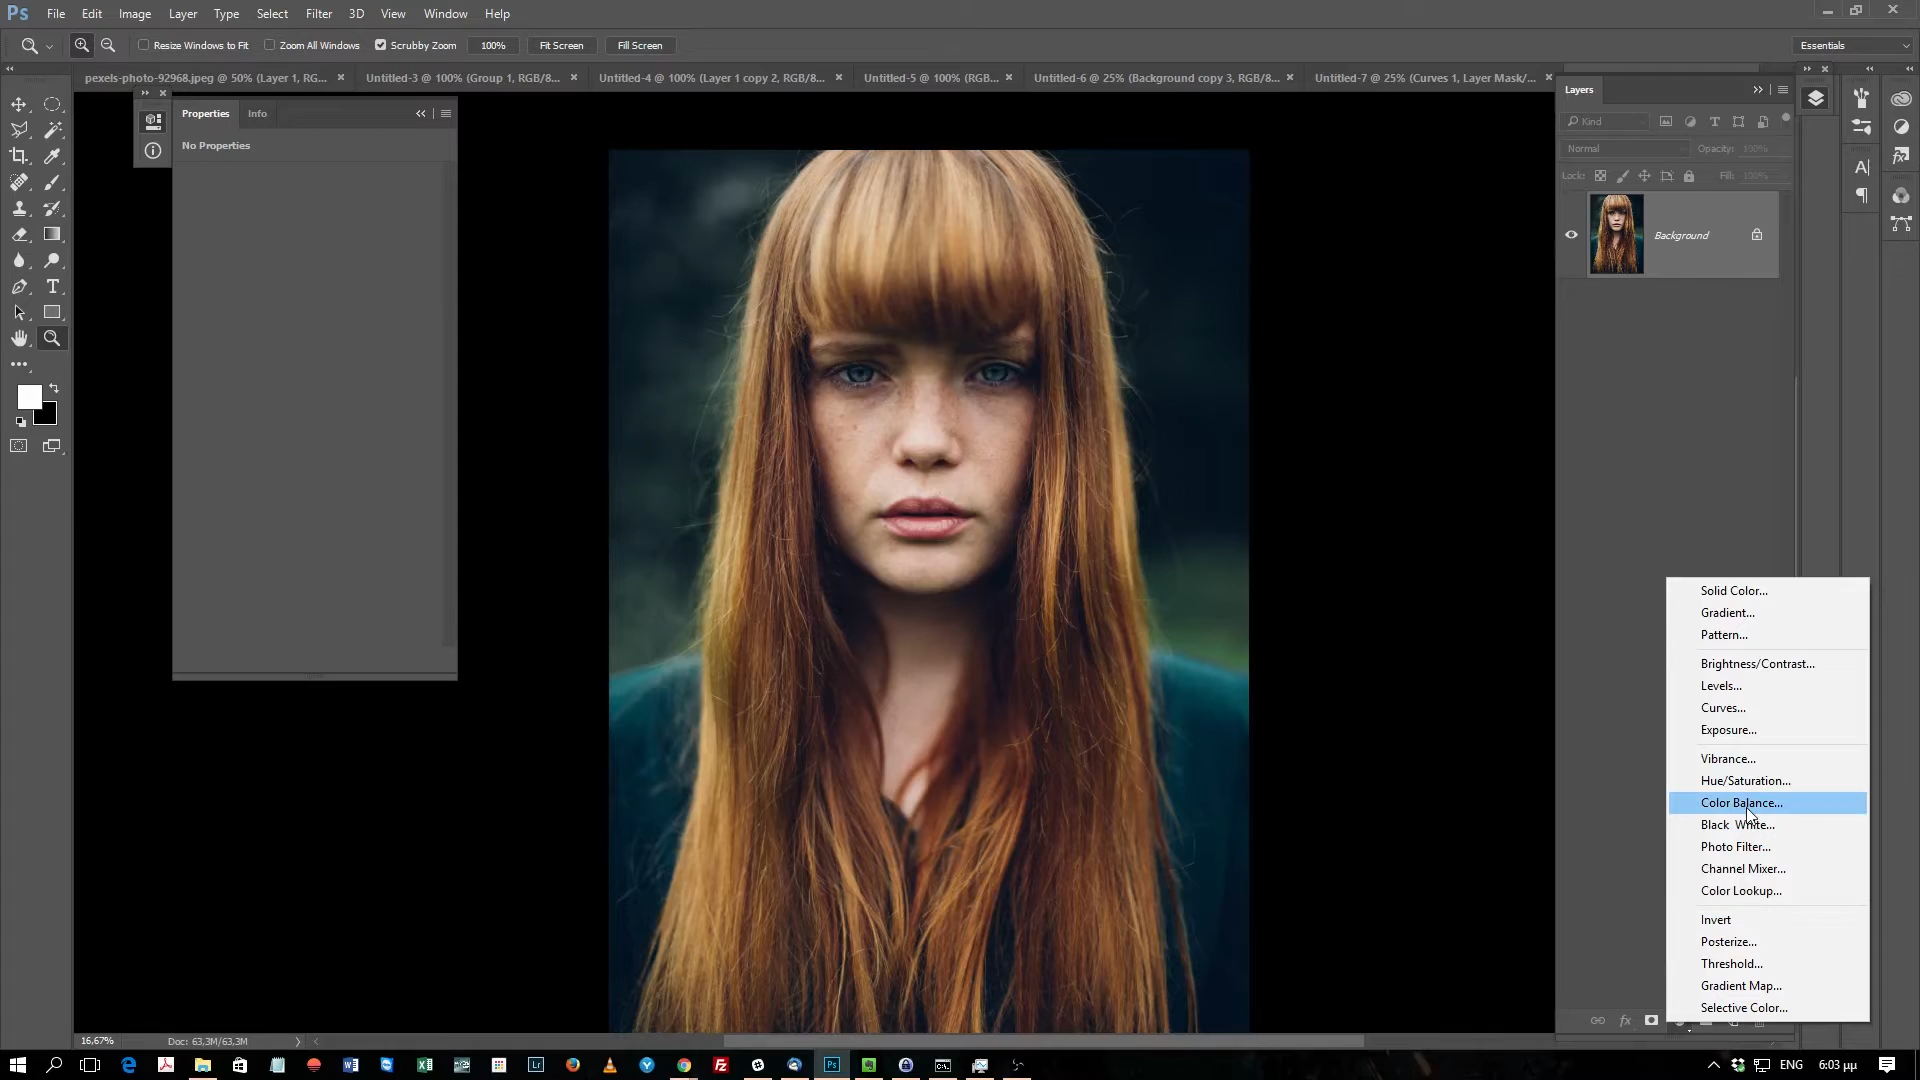 Ps File Edit Image Layer Type Select Filter 3D View Window Help
Resize Windows to Fit Zoom All Windows Scrubby Zoom 100% Fit Screen Fill Screen Essentials
pexels-photo-92968.jpeg @ 50% (Layer 1, RG... Untitled-3 @ 100% (Group 1, RGB/8... Untitled-4 @ 100% (Layer 1 copy 2, RGB/8... Untitled-5 @ 100% (RGB... Untitled-6 @ 25% (Background copy 3, RGB/8... Untitled-7 @ 25% (Curves 1, Layer Mask/...
Properties Info
No Properties
Layers
Kind
Normal Opacity: 100%
Lock: Fill: 100%
Background
Solid Color...
Gradient...
Pattern...
Brightness/Contrast...
Levels...
Curves...
Exposure...
Vibrance...
Hue/Saturation...
Color Balance...
Black White...
Photo Filter...
Channel Mixer...
Color Lookup...
Invert
Posterize...
Threshold...
Gradient Map...
Selective Color...
16,67% Doc: 63,3M/63,3M
ENG 6:03 μμ